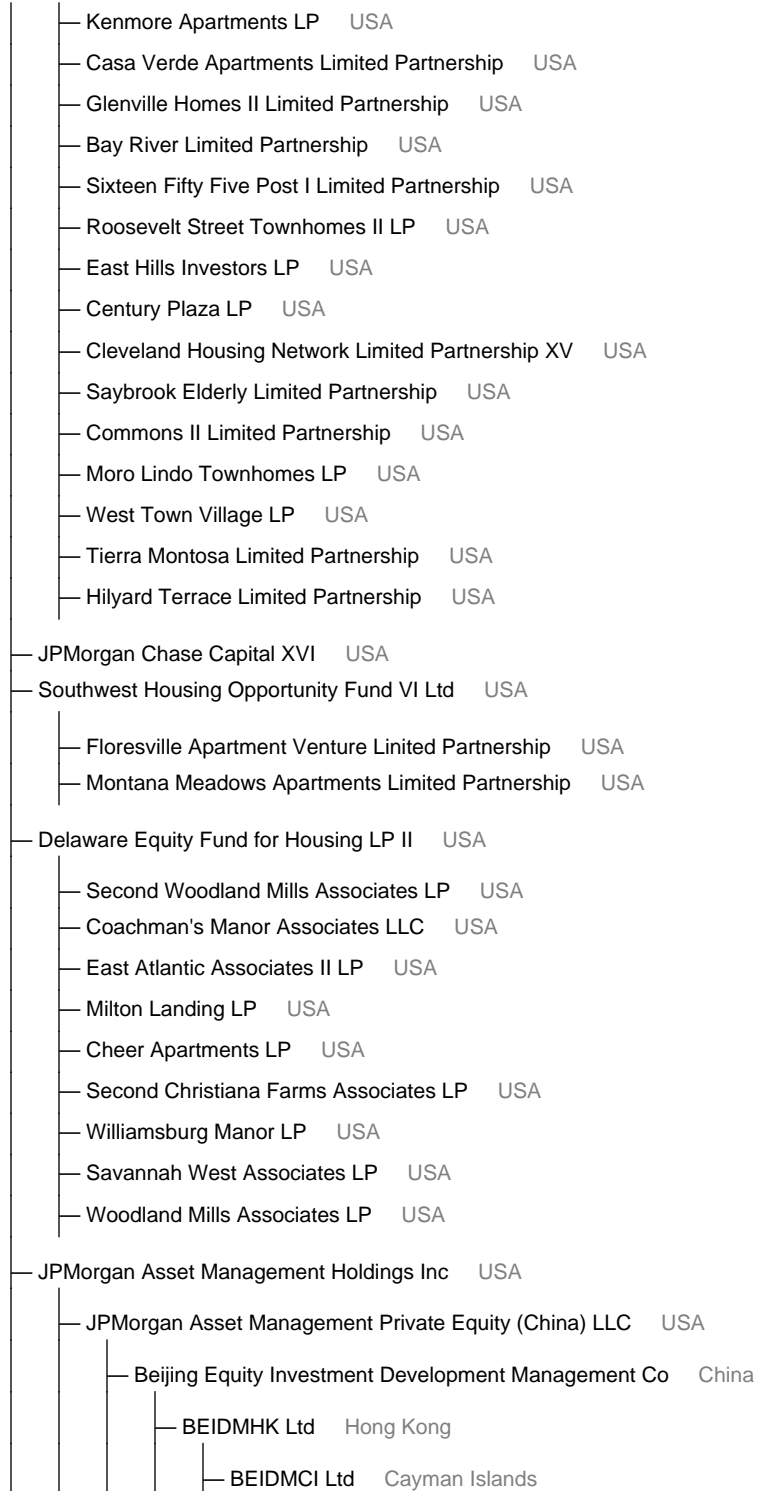 Kenmore Apartments LP USA
Casa Verde Apartments Limited Partnership USA
Glenville Homes II Limited Partnership USA
Bay River Limited Partnership USA
Sixteen Fifty Five Post I Limited Partnership USA
Roosevelt Street Townhomes II LP USA
East Hills Investors LP USA
Century Plaza LP USA
Cleveland Housing Network Limited Partnership XV USA
Saybrook Elderly Limited Partnership USA
Commons II Limited Partnership USA
Moro Lindo Townhomes LP USA
West Town Village LP USA
Tierra Montosa Limited Partnership USA
Hilyard Terrace Limited Partnership USA
JPMorgan Chase Capital XVI USA
Southwest Housing Opportunity Fund VI Ltd USA
Floresville Apartment Venture Linited Partnership USA
Montana Meadows Apartments Limited Partnership USA
Delaware Equity Fund for Housing LP II USA
Second Woodland Mills Associates LP USA
Coachman's Manor Associates LLC USA
East Atlantic Associates II LP USA
Milton Landing LP USA
Cheer Apartments LP USA
Second Christiana Farms Associates LP USA
Williamsburg Manor LP USA
Savannah West Associates LP USA
Woodland Mills Associates LP USA
JPMorgan Asset Management Holdings Inc USA
JPMorgan Asset Management Private Equity (China) LLC USA
Beijing Equity Investment Development Management Co China
BEIDMHK Ltd Hong Kong
BEIDMCI Ltd Cayman Islands